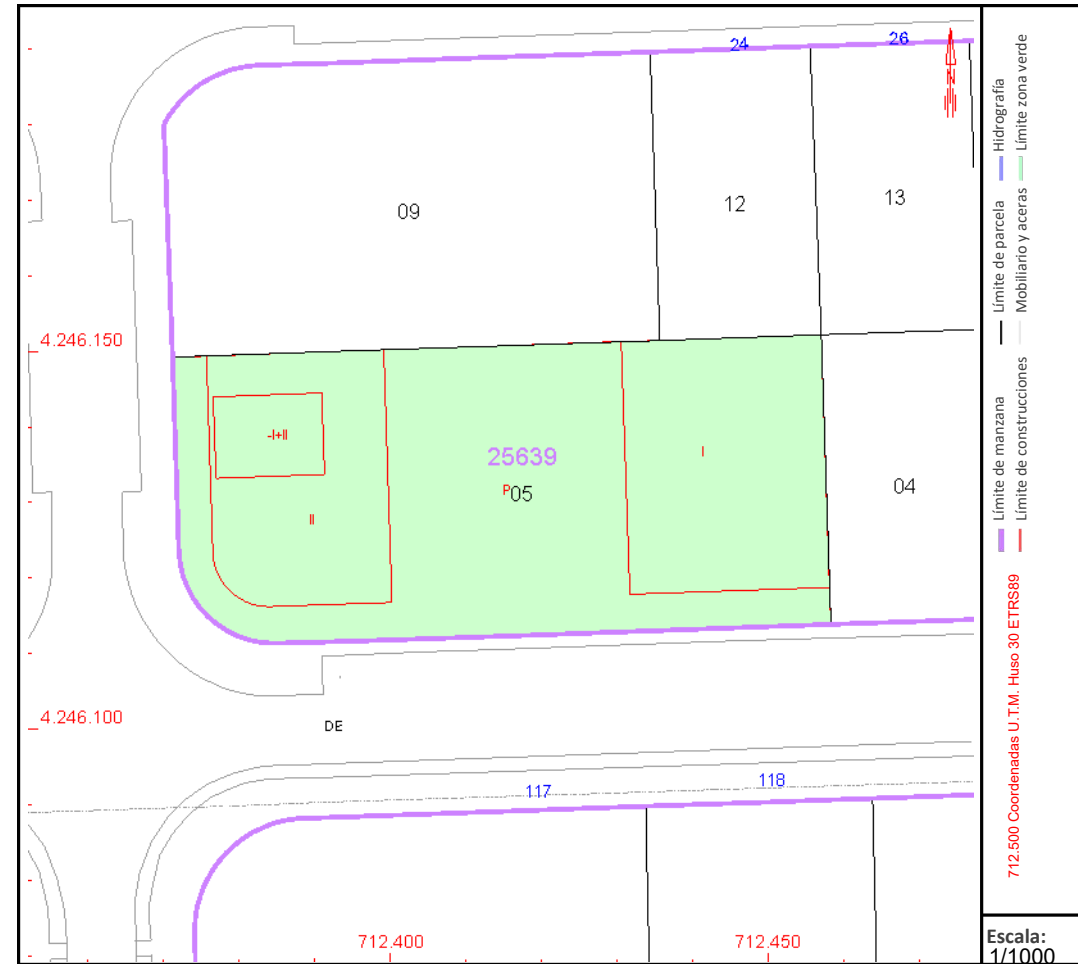 24
26
N
09
12
13
4.246.150
-I+II
I
25639
P05
04
II
4.246.100
DE
117
118
712.400
712.450
Límite de manzana
Límite de parcela
Hidrografía
Límite de construcciones
Mobiliario y aceras
Límite zona verde
712.500 Coordenadas U.T.M. Huso 30 ETRS89
Escala:
1/1000